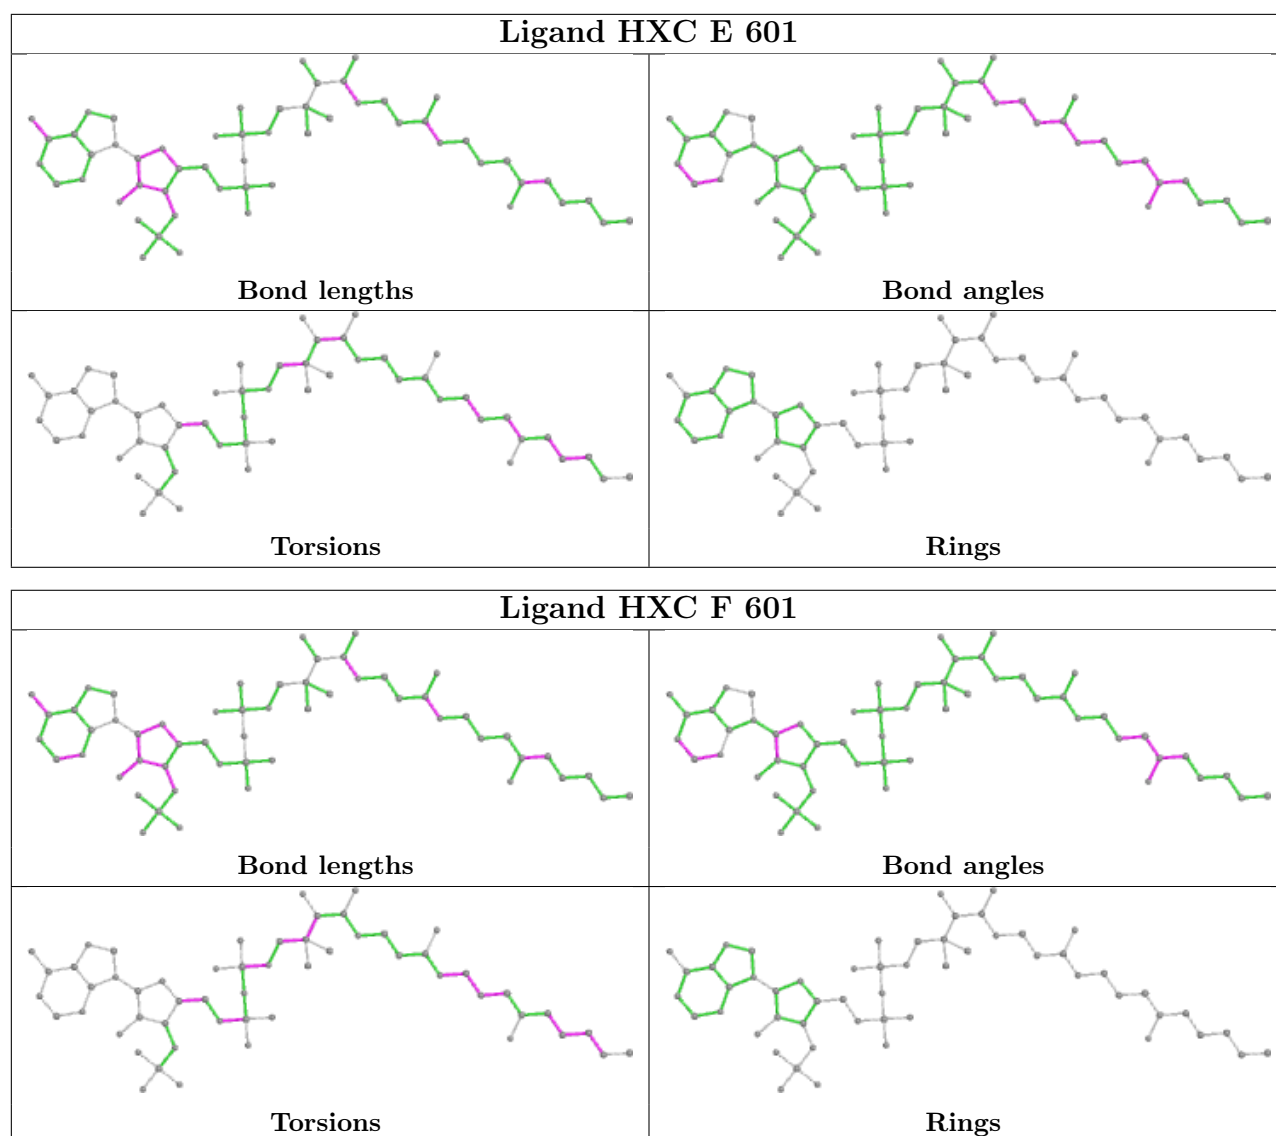 Ligand HXC E 601
Bond lengths
Bond angles
Torsions
Rings
Ligand HXC F 601
Bond lengths
Bond angles
Torsions
Rings